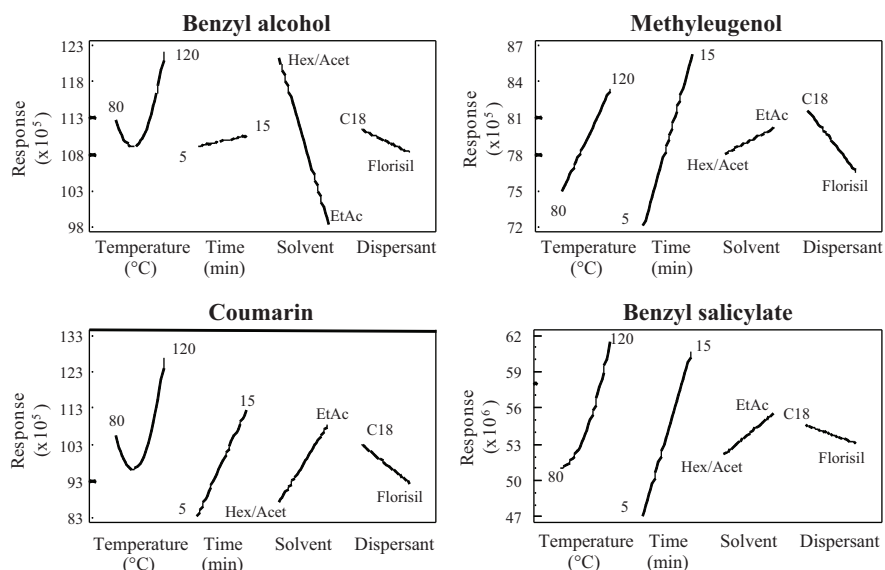 Benzyl alcohol
Response
(x10⁵)
123
118
113
108
103
98
80
120
5
15
Hex/Acet
EtAc
C18
Florisil
Temperature Time Solvent Dispersant
(°C) (min)
Methyleugenol
Response
(x10⁵)
87
84
81
78
75
72
80
120
5
15
Hex/Acet
EtAc
C18
Florisil
Temperature Time Solvent Dispersant
(°C) (min)
Coumarin
Response
(x10⁵)
133
123
113
103
93
83
80
120
5
15
Hex/Acet
EtAc
C18
Florisil
Temperature Time Solvent Dispersant
(°C) (min)
Benzyl salicylate
Response
(x10⁶)
62
59
56
53
50
47
80
120
5
15
Hex/Acet
EtAc
C18
Florisil
Temperature Time Solvent Dispersant
(°C) (min)